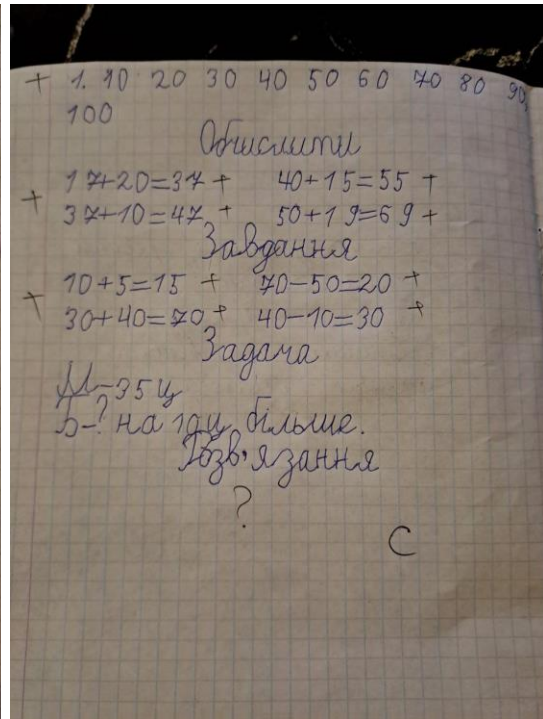 + 1. 10 20 30 40 50 60 70 80 90
100
Обчислити
+ 17+20=37 + 40+15=55 +
37+10=47 + 50+19=69 +
Завдання
+ 10+5=15 + 70-50=20 +
30+40=70 + 40-10=30 +
Задача
М-35 ц
Б-? на 1 ц більше.
Розв'язання
?
С